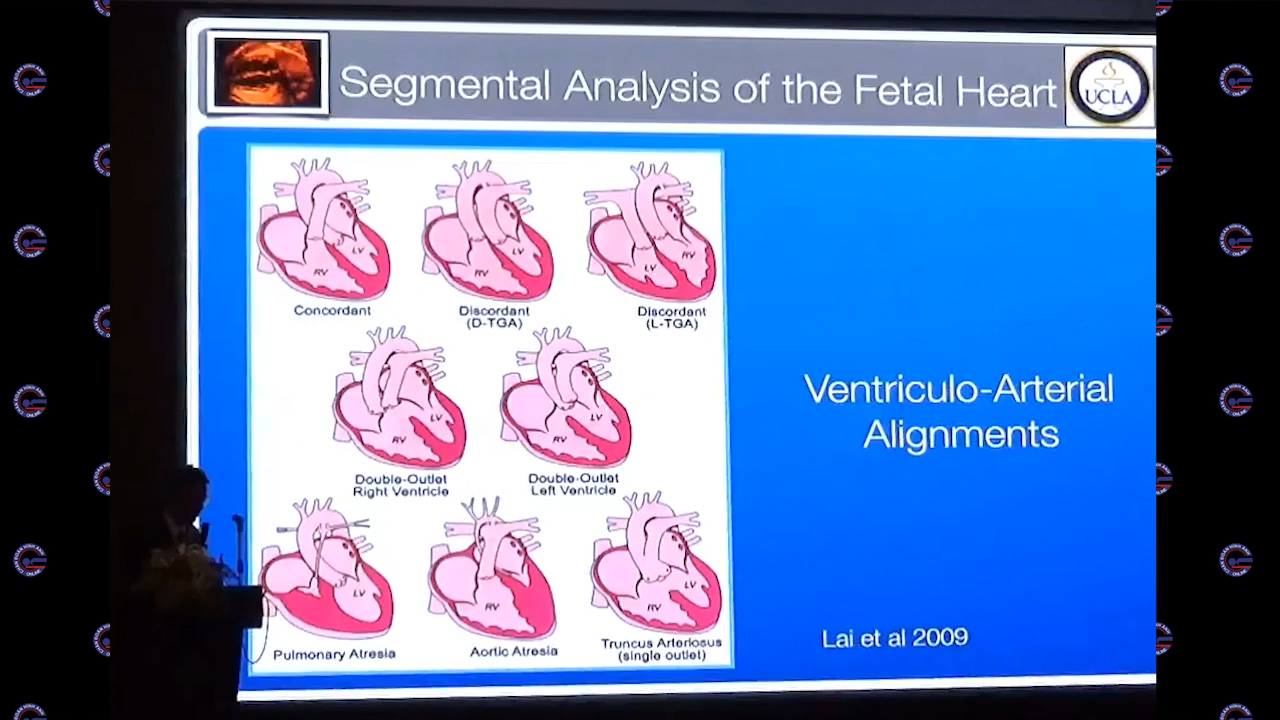 Segmental Analysis of the Fetal Heart
UCLA
RV
LV
Concordant
RV
LV
Discordant
(D-TGA)
LV
RV
Discordant
(L-TGA)
RV
LV
Double-Outlet
Right Ventricle
RV
LV
Double-Outlet
Left Ventricle
LV
Pulmonary Atresia
RV
Aortic Atresia
RV
LV
Truncus Arteriosus
(single outlet)
Ventriculo-Arterial
Alignments
Lai et al 2009